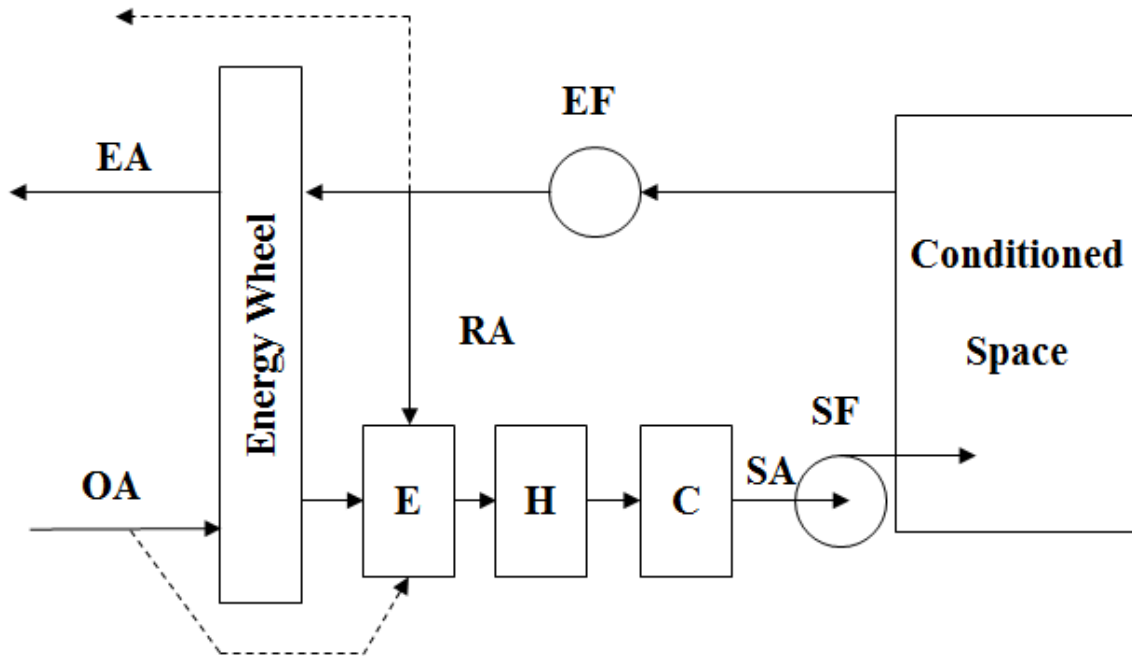 EF
EA
Energy Wheel
Conditioned
Space
RA
SF
SA
OA
E
H
C